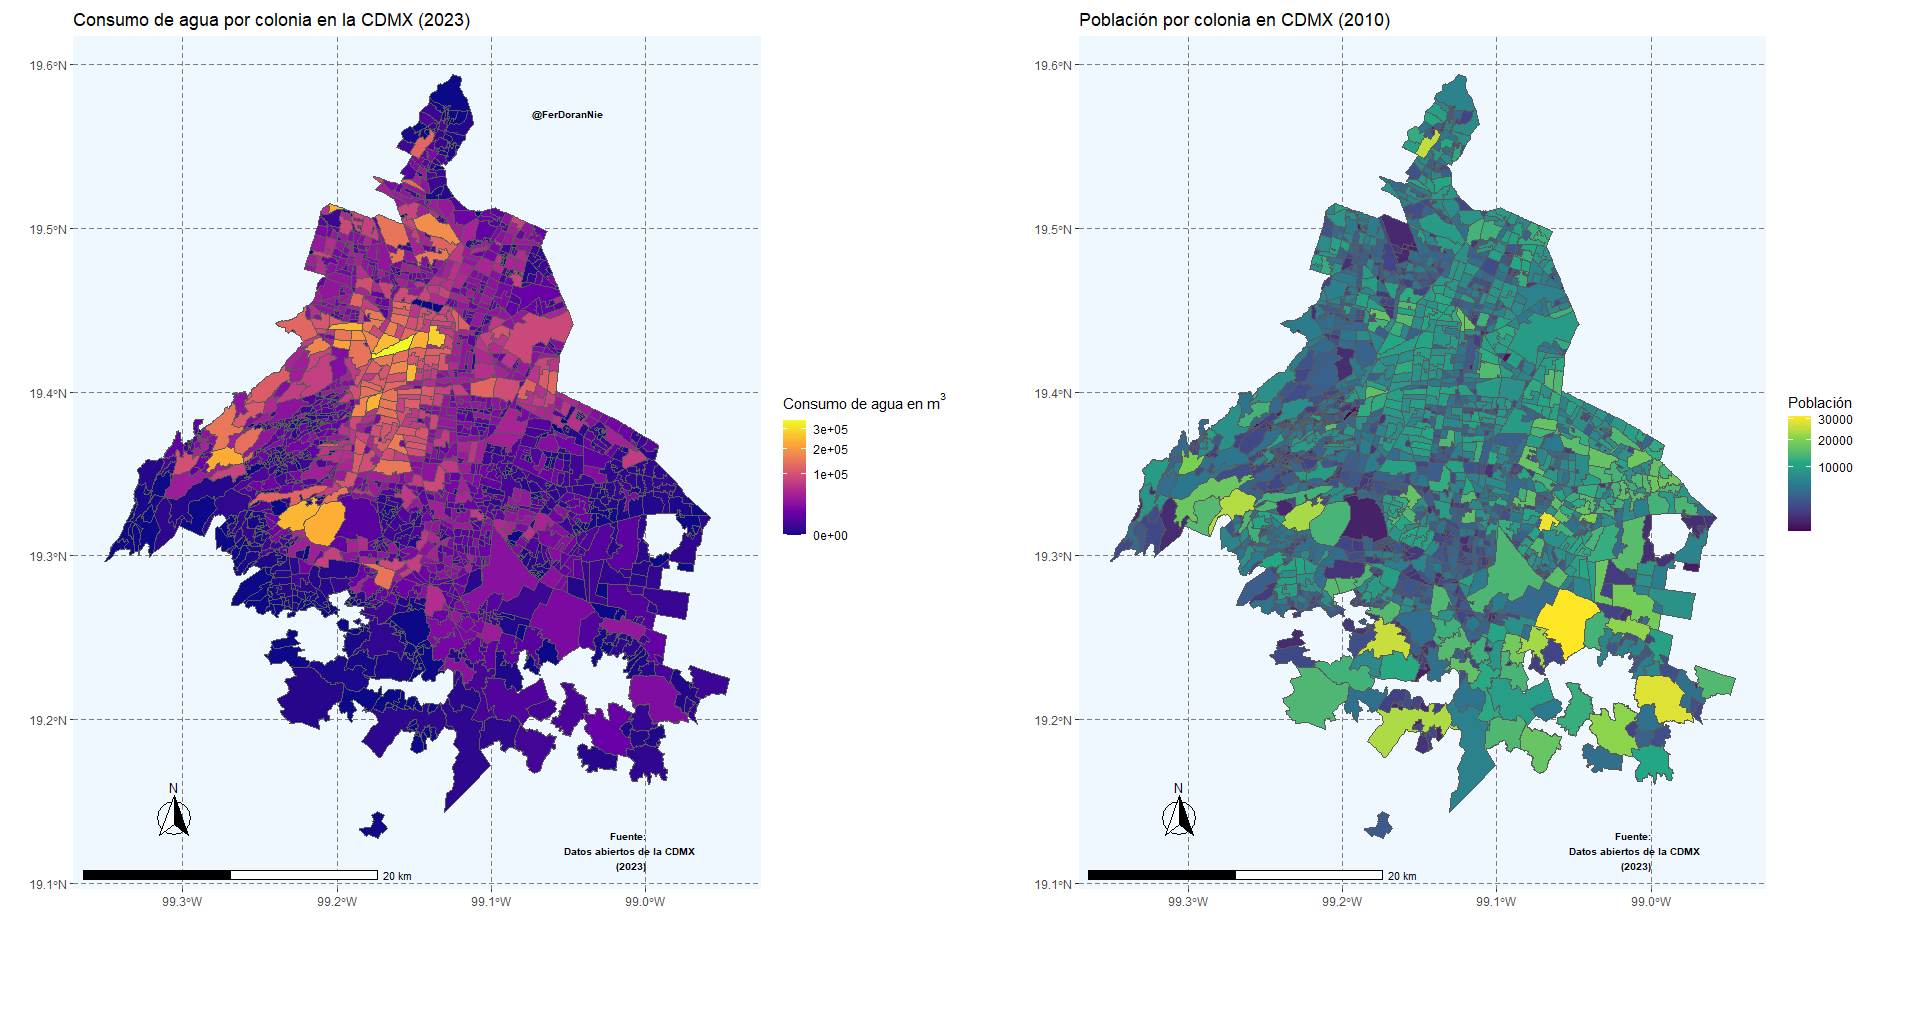 Consumo de agua por colonia en la CDMX (2023)
19.6°N
19.5°N
19.4°N
19.3°N
19.2°N
19.1°N
99.3°W
99.2°W
99.1°W
99.0°W
@FerDoranNie
N
20 km
Fuente:
Datos abiertos de la CDMX
(2023)
Consumo de agua en m³
3e+05
2e+05
1e+05
0e+00
Población por colonia en CDMX (2010)
19.6°N
19.5°N
19.4°N
19.3°N
19.2°N
19.1°N
99.3°W
99.2°W
99.1°W
99.0°W
N
20 km
Fuente:
Datos abiertos de la CDMX
(2023)
Población
30000
20000
10000